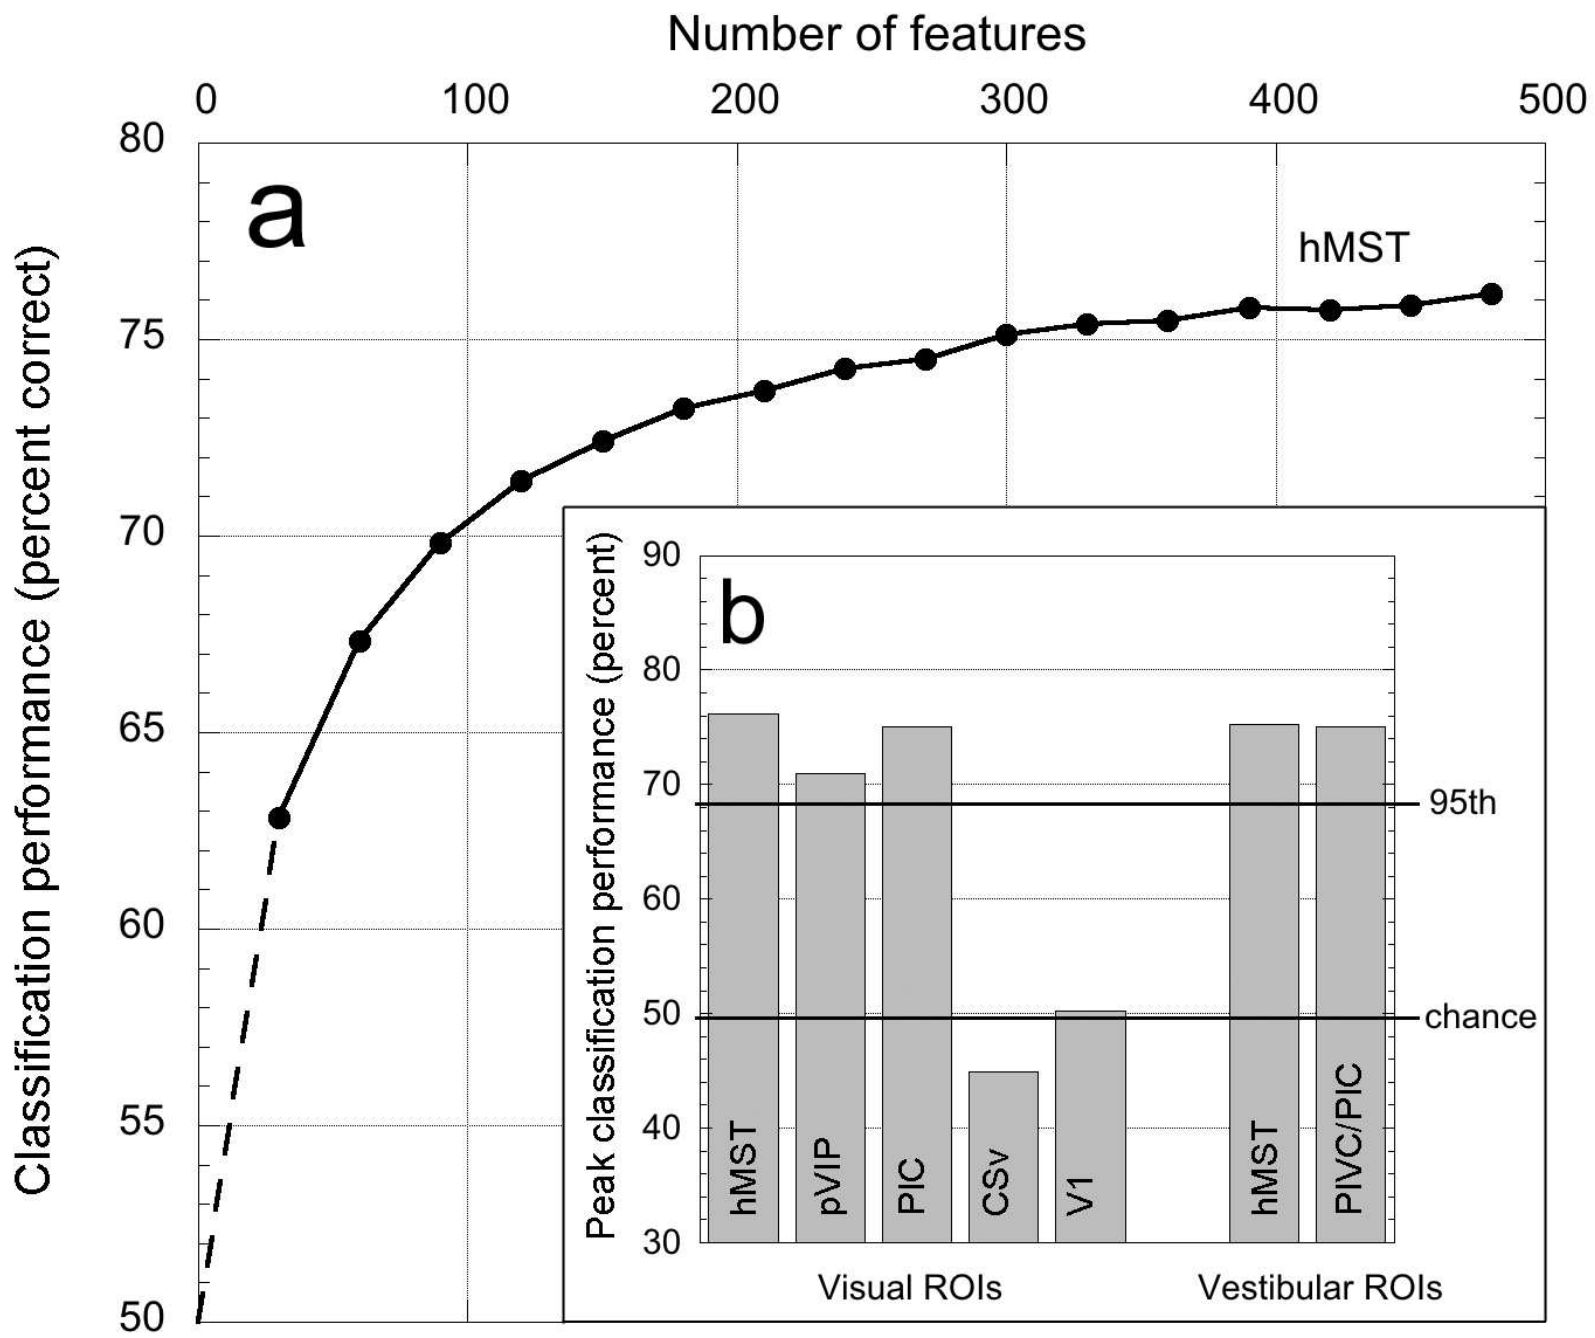 Number of features
0 100 200 300 400 500
80
a
hMST
75
70
65
60
55
50
Classification performance (percent correct)
b
90
80
70
60
50
40
30
Peak classification performance (percent)
95th
chance
hMST
pVIP
PIC
CSv
V1
hMST
PIVC/PIC
Visual ROIs
Vestibular ROIs